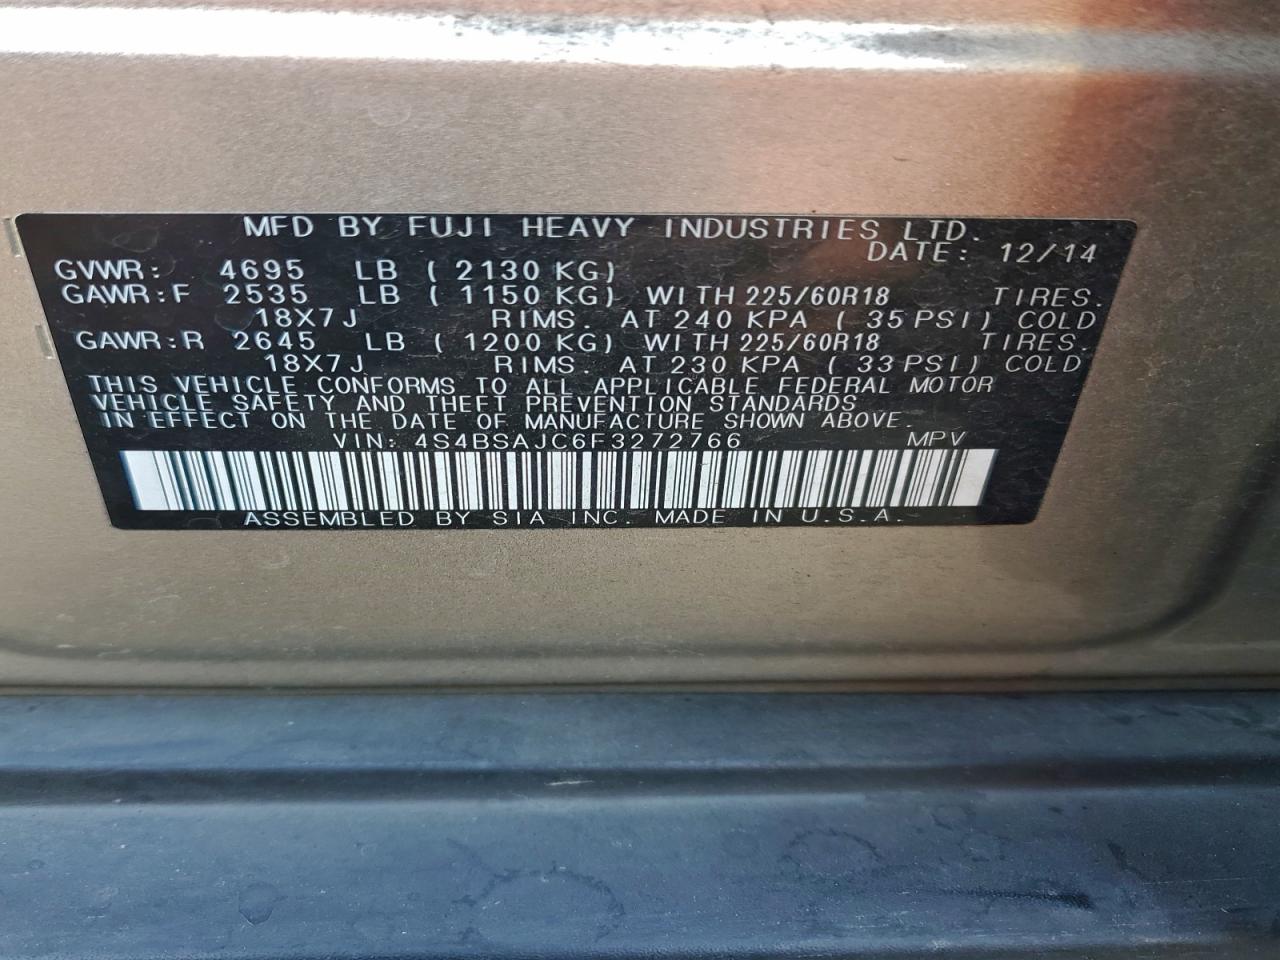 MFD BY FUJI HEAVY INDUSTRIES LTD.
DATE: 12/14
GVWR: 4695 LB ( 2130 KG)
GAWR:F 2535 LB ( 1150 KG) WITH 225/60R18 TIRES.
18X7J RIMS. AT 240 KPA ( 35 PSI) COLD
GAWR:R 2645 LB ( 1200 KG) WITH 225/60R18 TIRES.
18X7J RIMS. AT 230 KPA ( 33 PSI) COLD
THIS VEHICLE CONFORMS TO ALL APPLICABLE FEDERAL MOTOR
VEHICLE SAFETY AND THEFT PREVENTION STANDARDS
IN EFFECT ON THE DATE OF MANUFACTURE SHOWN ABOVE.
VIN: 4S4BSAJC6F3272766 MPV
ASSEMBLED BY SIA INC. MADE IN U.S.A.